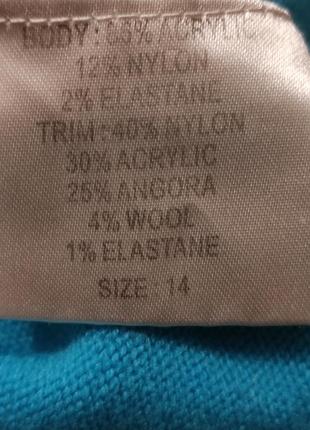 BODY : 86% ACRYLIC
12% NYLON
2% ELASTANE
TRIM : 40% NYLON
30% ACRYLIC
25% ANGORA
4% WOOL
1% ELASTANE
SIZE : 14